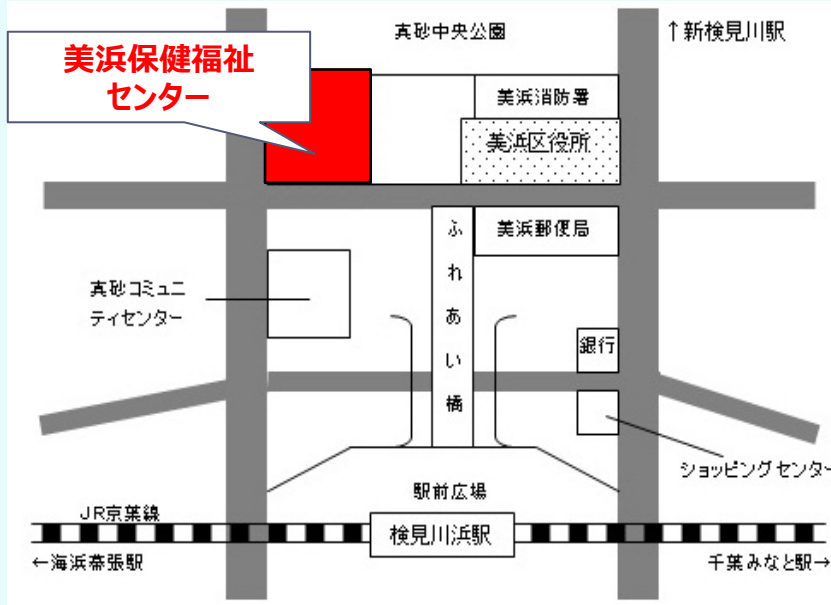 真砂中央公園
↑新検見川駅
美浜保健福祉
センター
美浜消防署
美浜区役所
美浜郵便局
ふれあい橋
真砂コミュニ
ティセンター
銀行
ショッピングセンター
駅前広場
JR京葉線
検見川浜駅
←海浜幕張駅
千葉みなと駅→